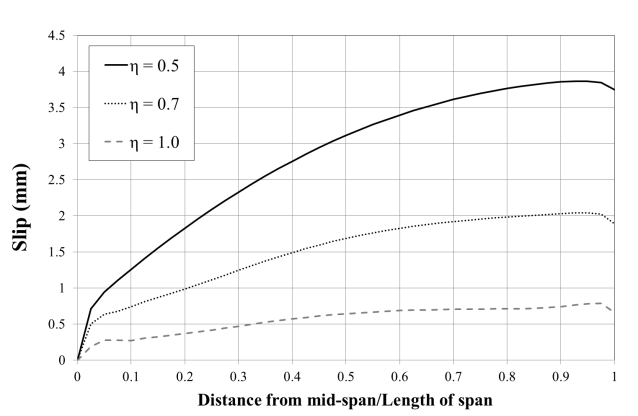 4.5
4
3.5
3
2.5
2
1.5
1
0.5
0
Slip (mm)
η = 0.5
η = 0.7
η = 1.0
0 0.1 0.2 0.3 0.4 0.5 0.6 0.7 0.8 0.9 1
Distance from mid-span/Length of span